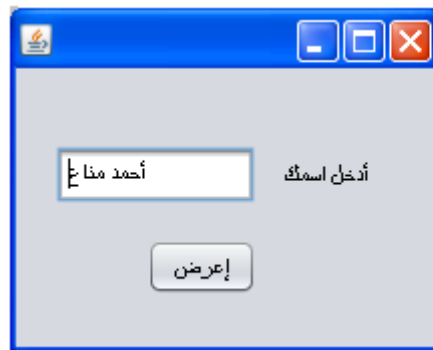 أدخل اسمك
أحمد مناع
إعرض